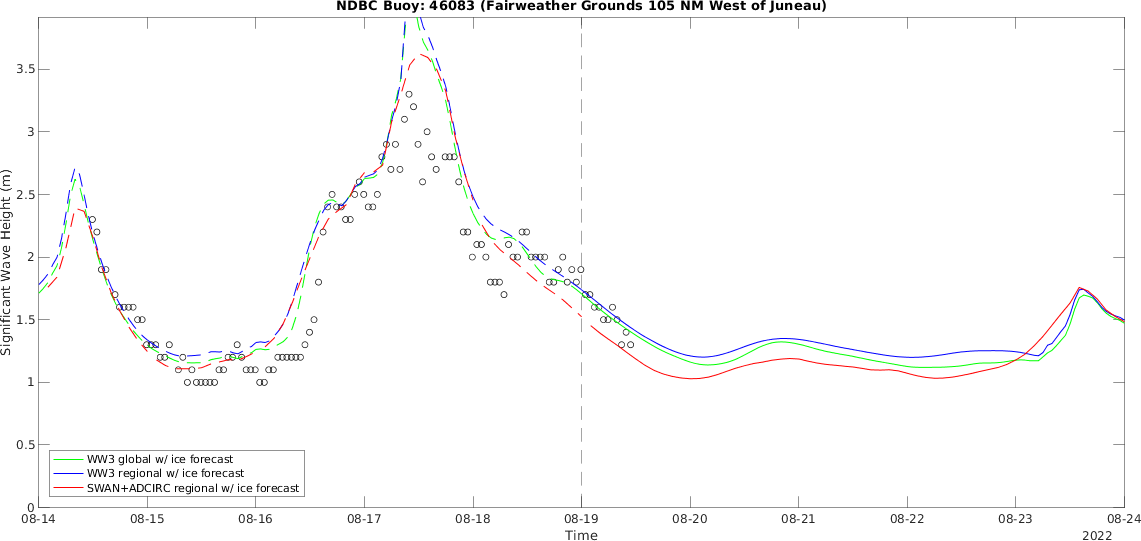 NDBC Buoy: 46083 (Fairweather Grounds 105 NM West of Juneau)
Significant Wave Height (m)
3.5
3
2.5
2
1.5
1
0.5
0
WW3 global w/ ice forecast
WW3 regional w/ ice forecast
SWAN+ADCIRC regional w/ ice forecast
08-14 08-15 08-16 08-17 08-18 08-19 08-20 08-21 08-22 08-23 08-24
Time
2022